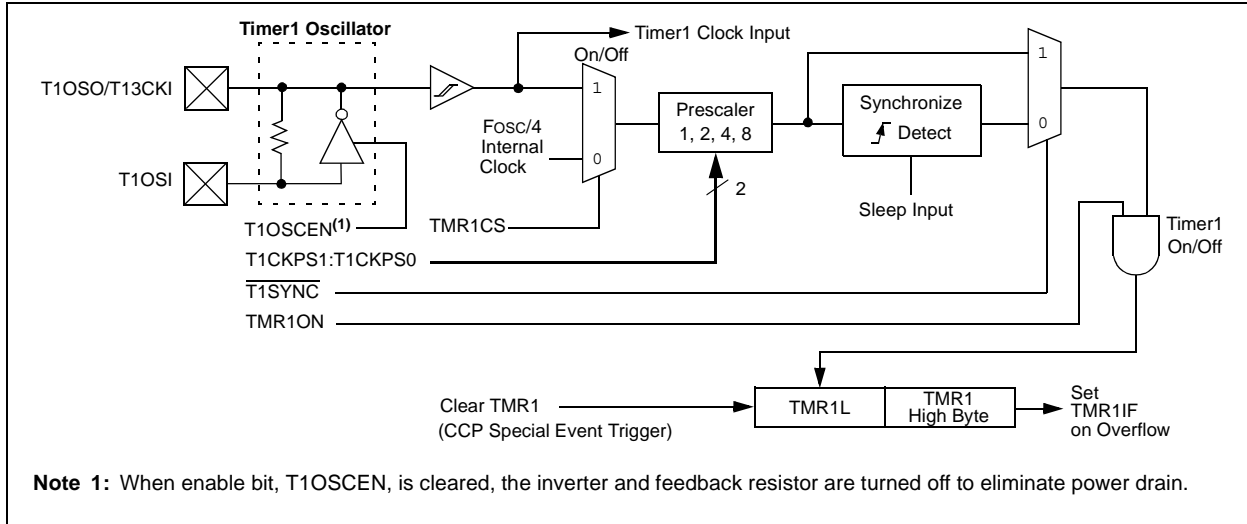 Timer1 Oscillator
Timer1 Clock Input
On/Off
T1OSO/T13CKI
1
FOSC/4
Internal
Clock
0
Prescaler
1, 2, 4, 8
Synchronize
Detect
1
0
2
T1OSI
Sleep Input
T1OSCEN(1)
TMR1CS
Timer1
On/Off
T1CKPS1:T1CKPS0
T1SYNC
TMR1ON
Clear TMR1
(CCP Special Event Trigger)
TMR1L
TMR1
High Byte
Set
TMR1IF
on Overflow
Note 1: When enable bit, T1OSCEN, is cleared, the inverter and feedback resistor are turned off to eliminate power drain.